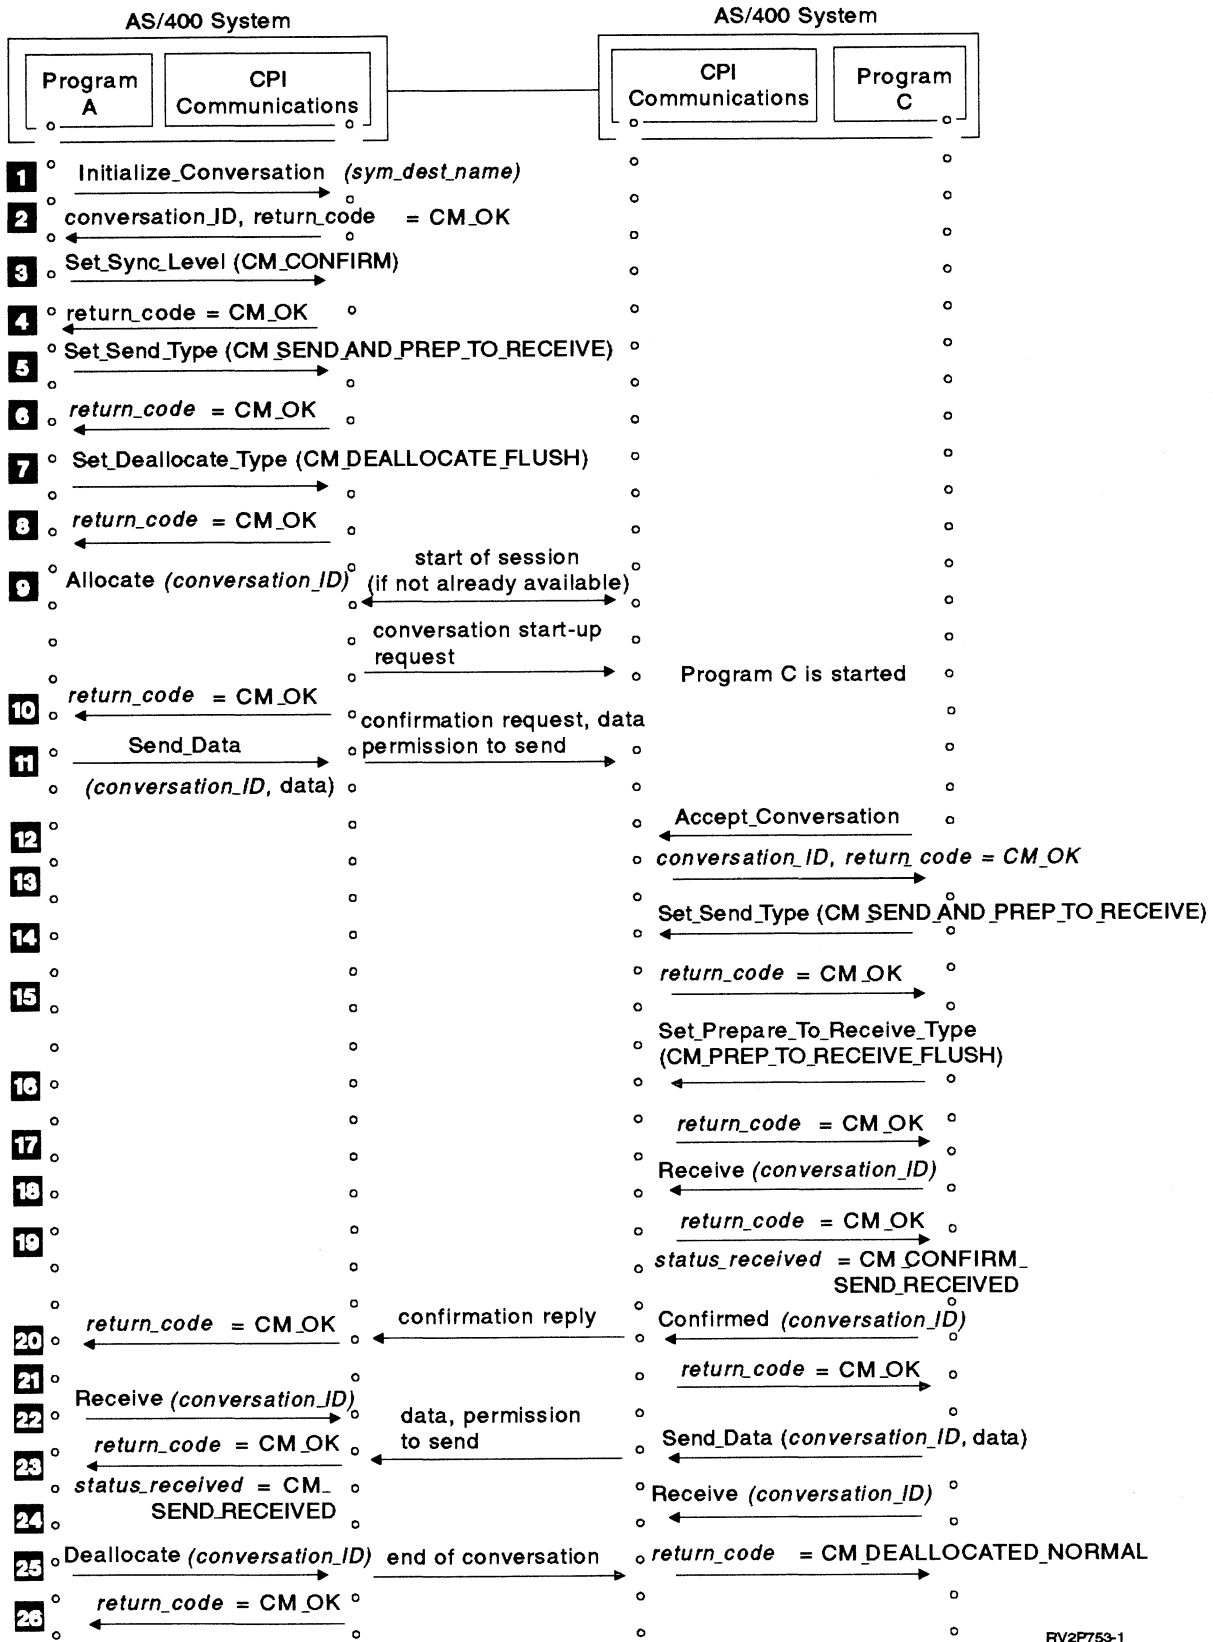 AS/400 System
AS/400 System
Program
A
CPI
Communications
CPI
Communications
Program
C
1 Initialize_Conversation (sym_dest_name)
2 conversation_ID, return_code = CM_OK
3 Set_Sync_Level (CM_CONFIRM)
4 return_code = CM_OK
5 Set_Send_Type (CM_SEND_AND_PREP_TO_RECEIVE)
6 return_code = CM_OK
7 Set_Deallocate_Type (CM_DEALLOCATE_FLUSH)
8 return_code = CM_OK
start of session
9 Allocate (conversation_ID) (if not already available)
conversation start-up
request
Program C is started
10 return_code = CM_OK
confirmation request, data
11 Send_Data permission to send
(conversation_ID, data)
12 Accept_Conversation
13 conversation_ID, return_code = CM_OK
14 Set_Send_Type (CM_SEND_AND_PREP_TO_RECEIVE)
15 return_code = CM_OK
Set_Prepare_To_Receive_Type
(CM_PREP_TO_RECEIVE_FLUSH)
16
17 return_code = CM_OK
18 Receive (conversation_ID)
19 return_code = CM_OK
status_received = CM_CONFIRM_
SEND_RECEIVED
20 return_code = CM_OK confirmation reply Confirmed (conversation_ID)
21 return_code = CM_OK
22 Receive (conversation_ID)
data, permission
to send
Send_Data (conversation_ID, data)
23 return_code = CM_OK
status_received = CM_
SEND_RECEIVED
24 Receive (conversation_ID)
25 Deallocate (conversation_ID) end of conversation return_code = CM_DEALLOCATED_NORMAL
26 return_code = CM_OK
RV2P753-1